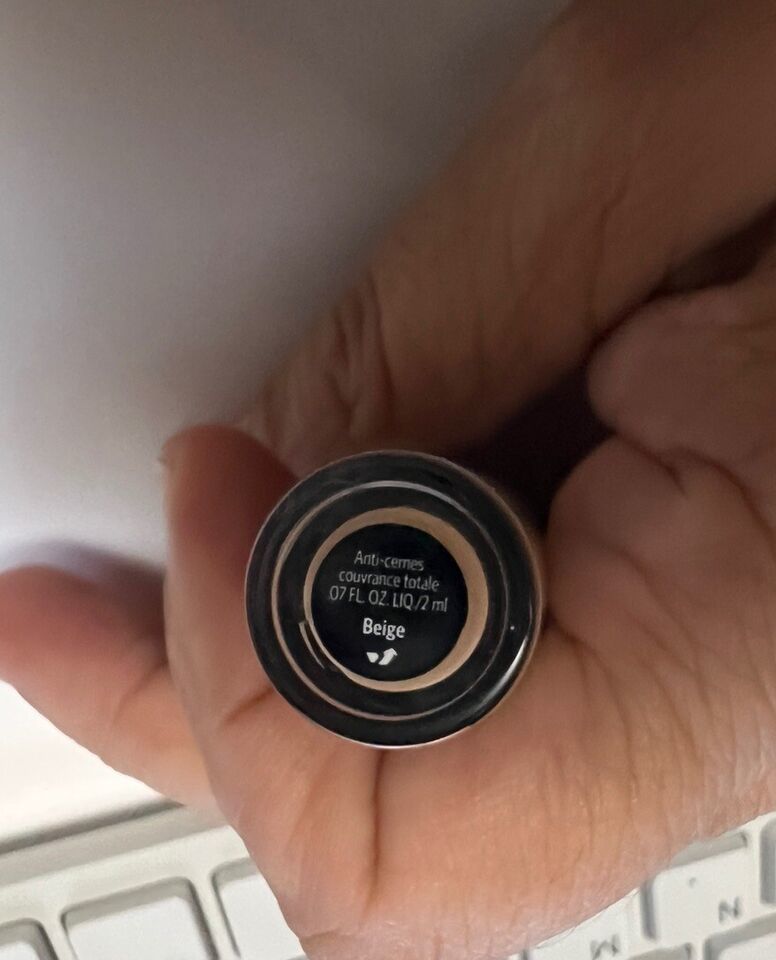 Anti-cernes
couvrance totale
.07 FL. OZ. LIQ./2 ml
Beige
M
N